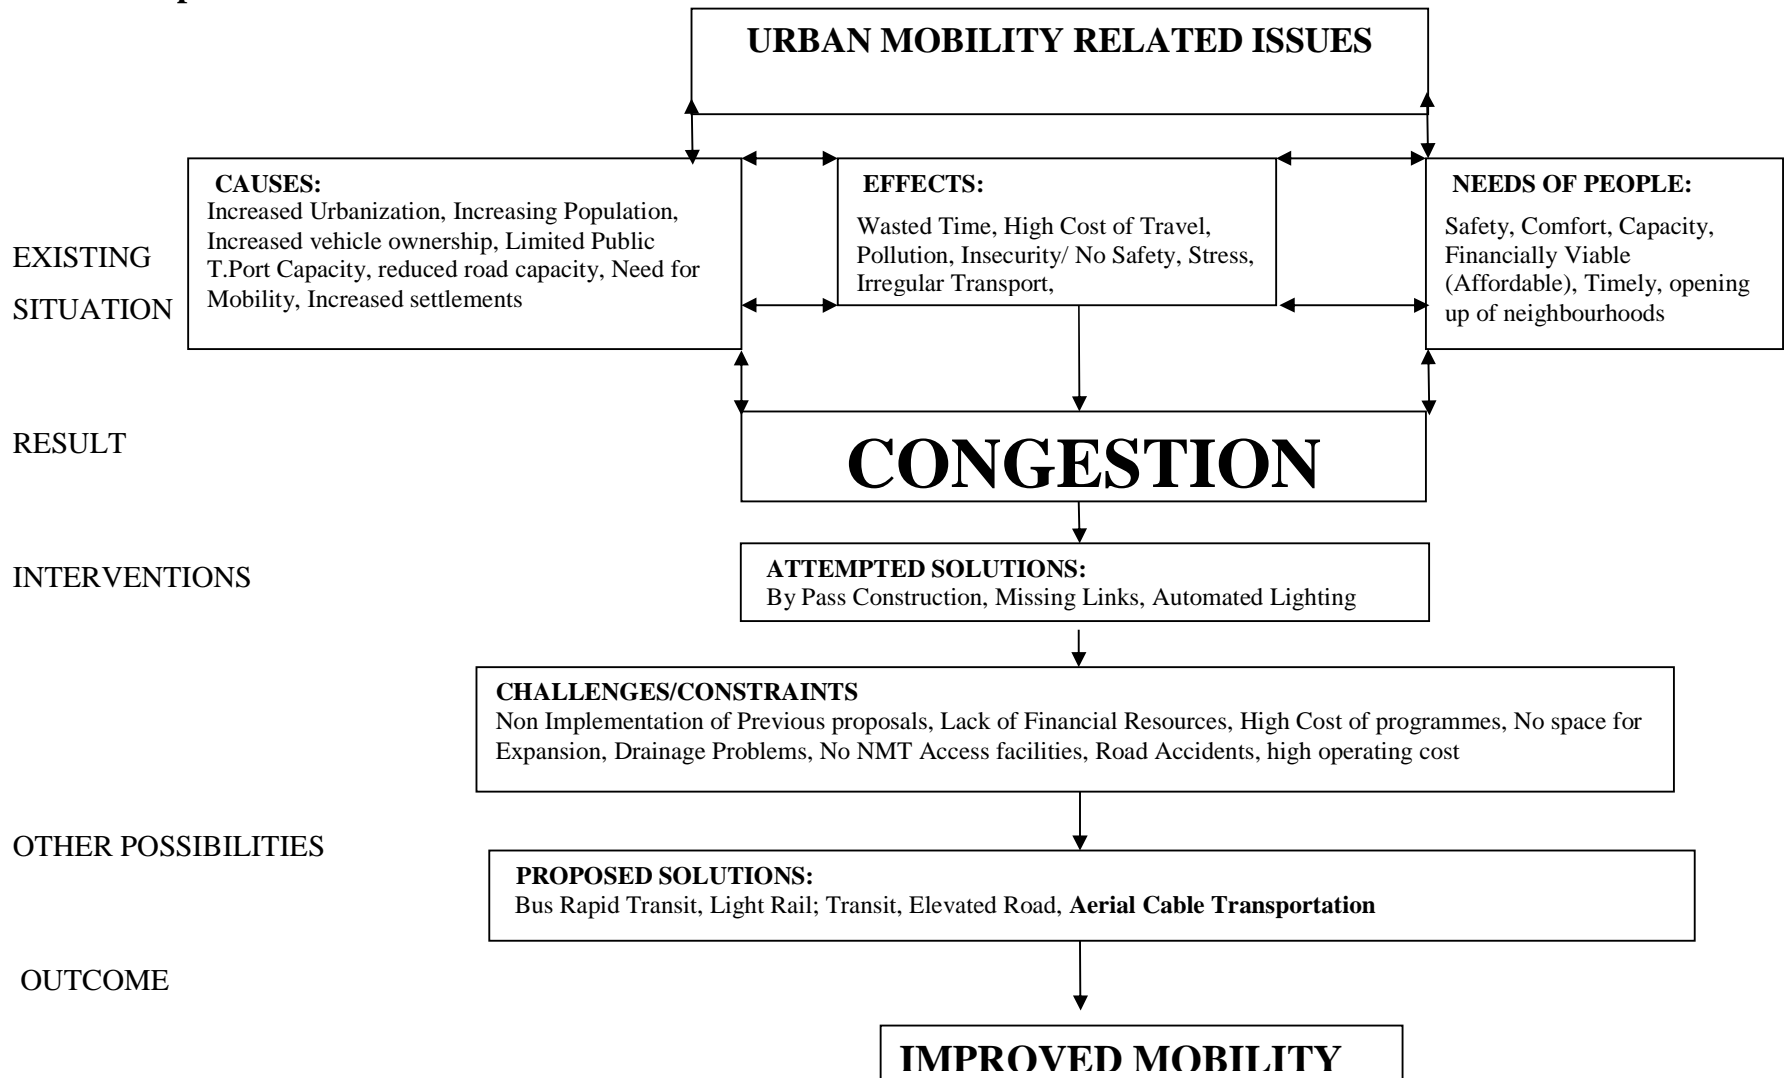 URBAN MOBILITY RELATED ISSUES
CAUSES:
Increased Urbanization, Increasing Population,
Increased vehicle ownership, Limited Public
T.Port Capacity, reduced road capacity, Need for
Mobility, Increased settlements
EFFECTS:
Wasted Time, High Cost of Travel,
Pollution, Insecurity/ No Safety, Stress,
Irregular Transport,
NEEDS OF PEOPLE:
Safety, Comfort, Capacity,
Financially Viable
(Affordable), Timely, opening
up of neighbourhoods
EXISTING
SITUATION
RESULT
CONGESTION
INTERVENTIONS
ATTEMPTED SOLUTIONS:
By Pass Construction, Missing Links, Automated Lighting
CHALLENGES/CONSTRAINTS
Non Implementation of Previous proposals, Lack of Financial Resources, High Cost of programmes, No space for
Expansion, Drainage Problems, No NMT Access facilities, Road Accidents, high operating cost
OTHER POSSIBILITIES
PROPOSED SOLUTIONS:
Bus Rapid Transit, Light Rail; Transit, Elevated Road, Aerial Cable Transportation
OUTCOME
IMPROVED MOBILITY